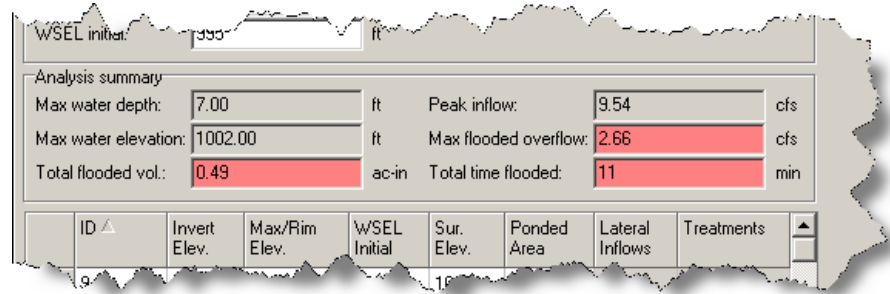 WSEL initial: 995 ft
Analysis summary
Max water depth: 7.00 ft Peak inflow: 9.54 cfs
Max water elevation: 1002.00 ft Max flooded overflow: 2.66 cfs
Total flooded vol.: 0.49 ac-in Total time flooded: 11 min
ID Invert Elev. Max/Rim Elev. WSEL Initial Sur. Elev. Ponded Area Lateral Inflows Treatments